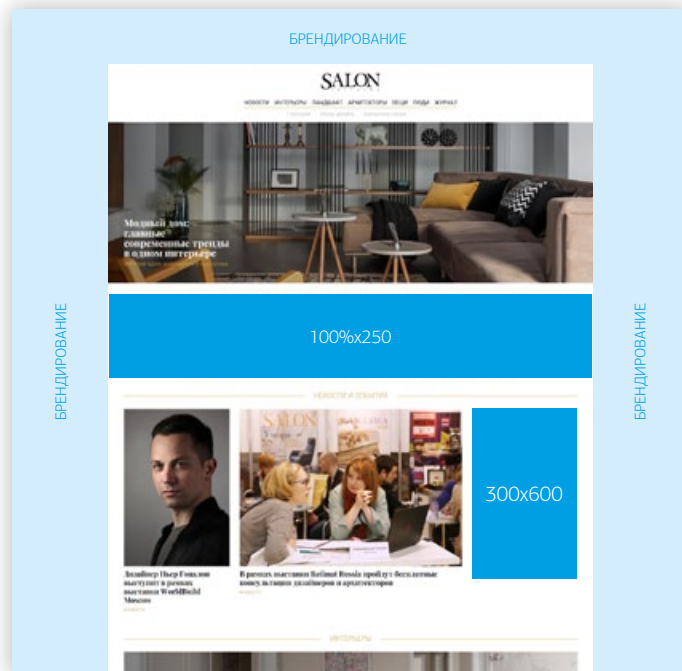 БРЕНДИРОВАНИЕ
SALON
НОВОСТИ ИНТЕРЬЕРЫ ЛАНДШАФТ АРХИТЕКТОРЫ ВЕЩИ ЛЮДИ ЖУРНАЛ
Модный дом:
главные
современные тренды
в одном интерьере
БРЕНДИРОВАНИЕ
100%x250
БРЕНДИРОВАНИЕ
НОВОСТИ И СОБЫТИЯ
SALON
300x600
Дизайнер Пьер Гоналон
выступит в рамках
выставки WorldBuild
Moscow
В рамках выставки Batimat Russia пройдут бесплатные
консультации дизайнеров и архитекторов
ИНТЕРЬЕРЫ